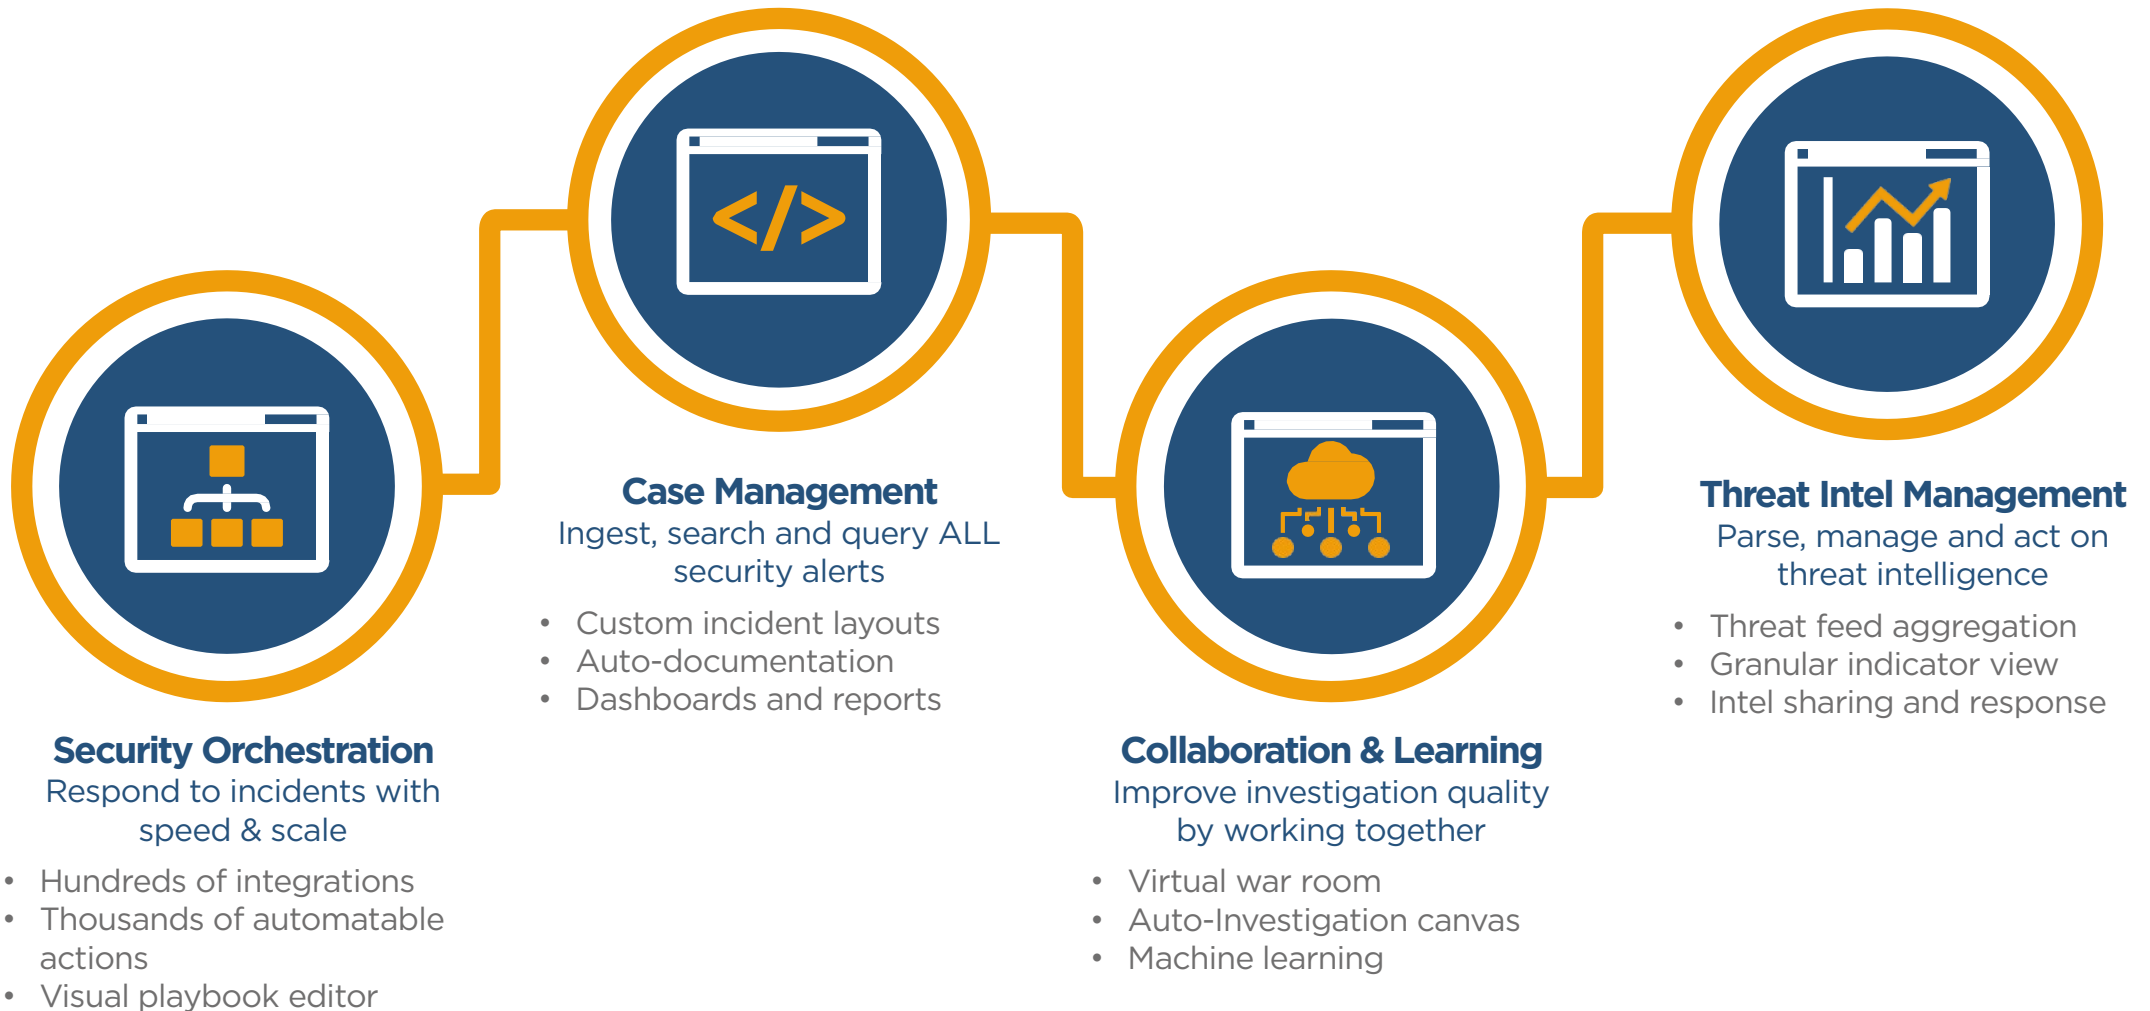 Security Orchestration
Respond to incidents with
speed & scale
• Hundreds of integrations
• Thousands of automatable
actions
• Visual playbook editor
Case Management
Ingest, search and query ALL
security alerts
• Custom incident layouts
• Auto-documentation
• Dashboards and reports
Collaboration & Learning
Improve investigation quality
by working together
• Virtual war room
• Auto-Investigation canvas
• Machine learning
Threat Intel Management
Parse, manage and act on
threat intelligence
• Threat feed aggregation
• Granular indicator view
• Intel sharing and response